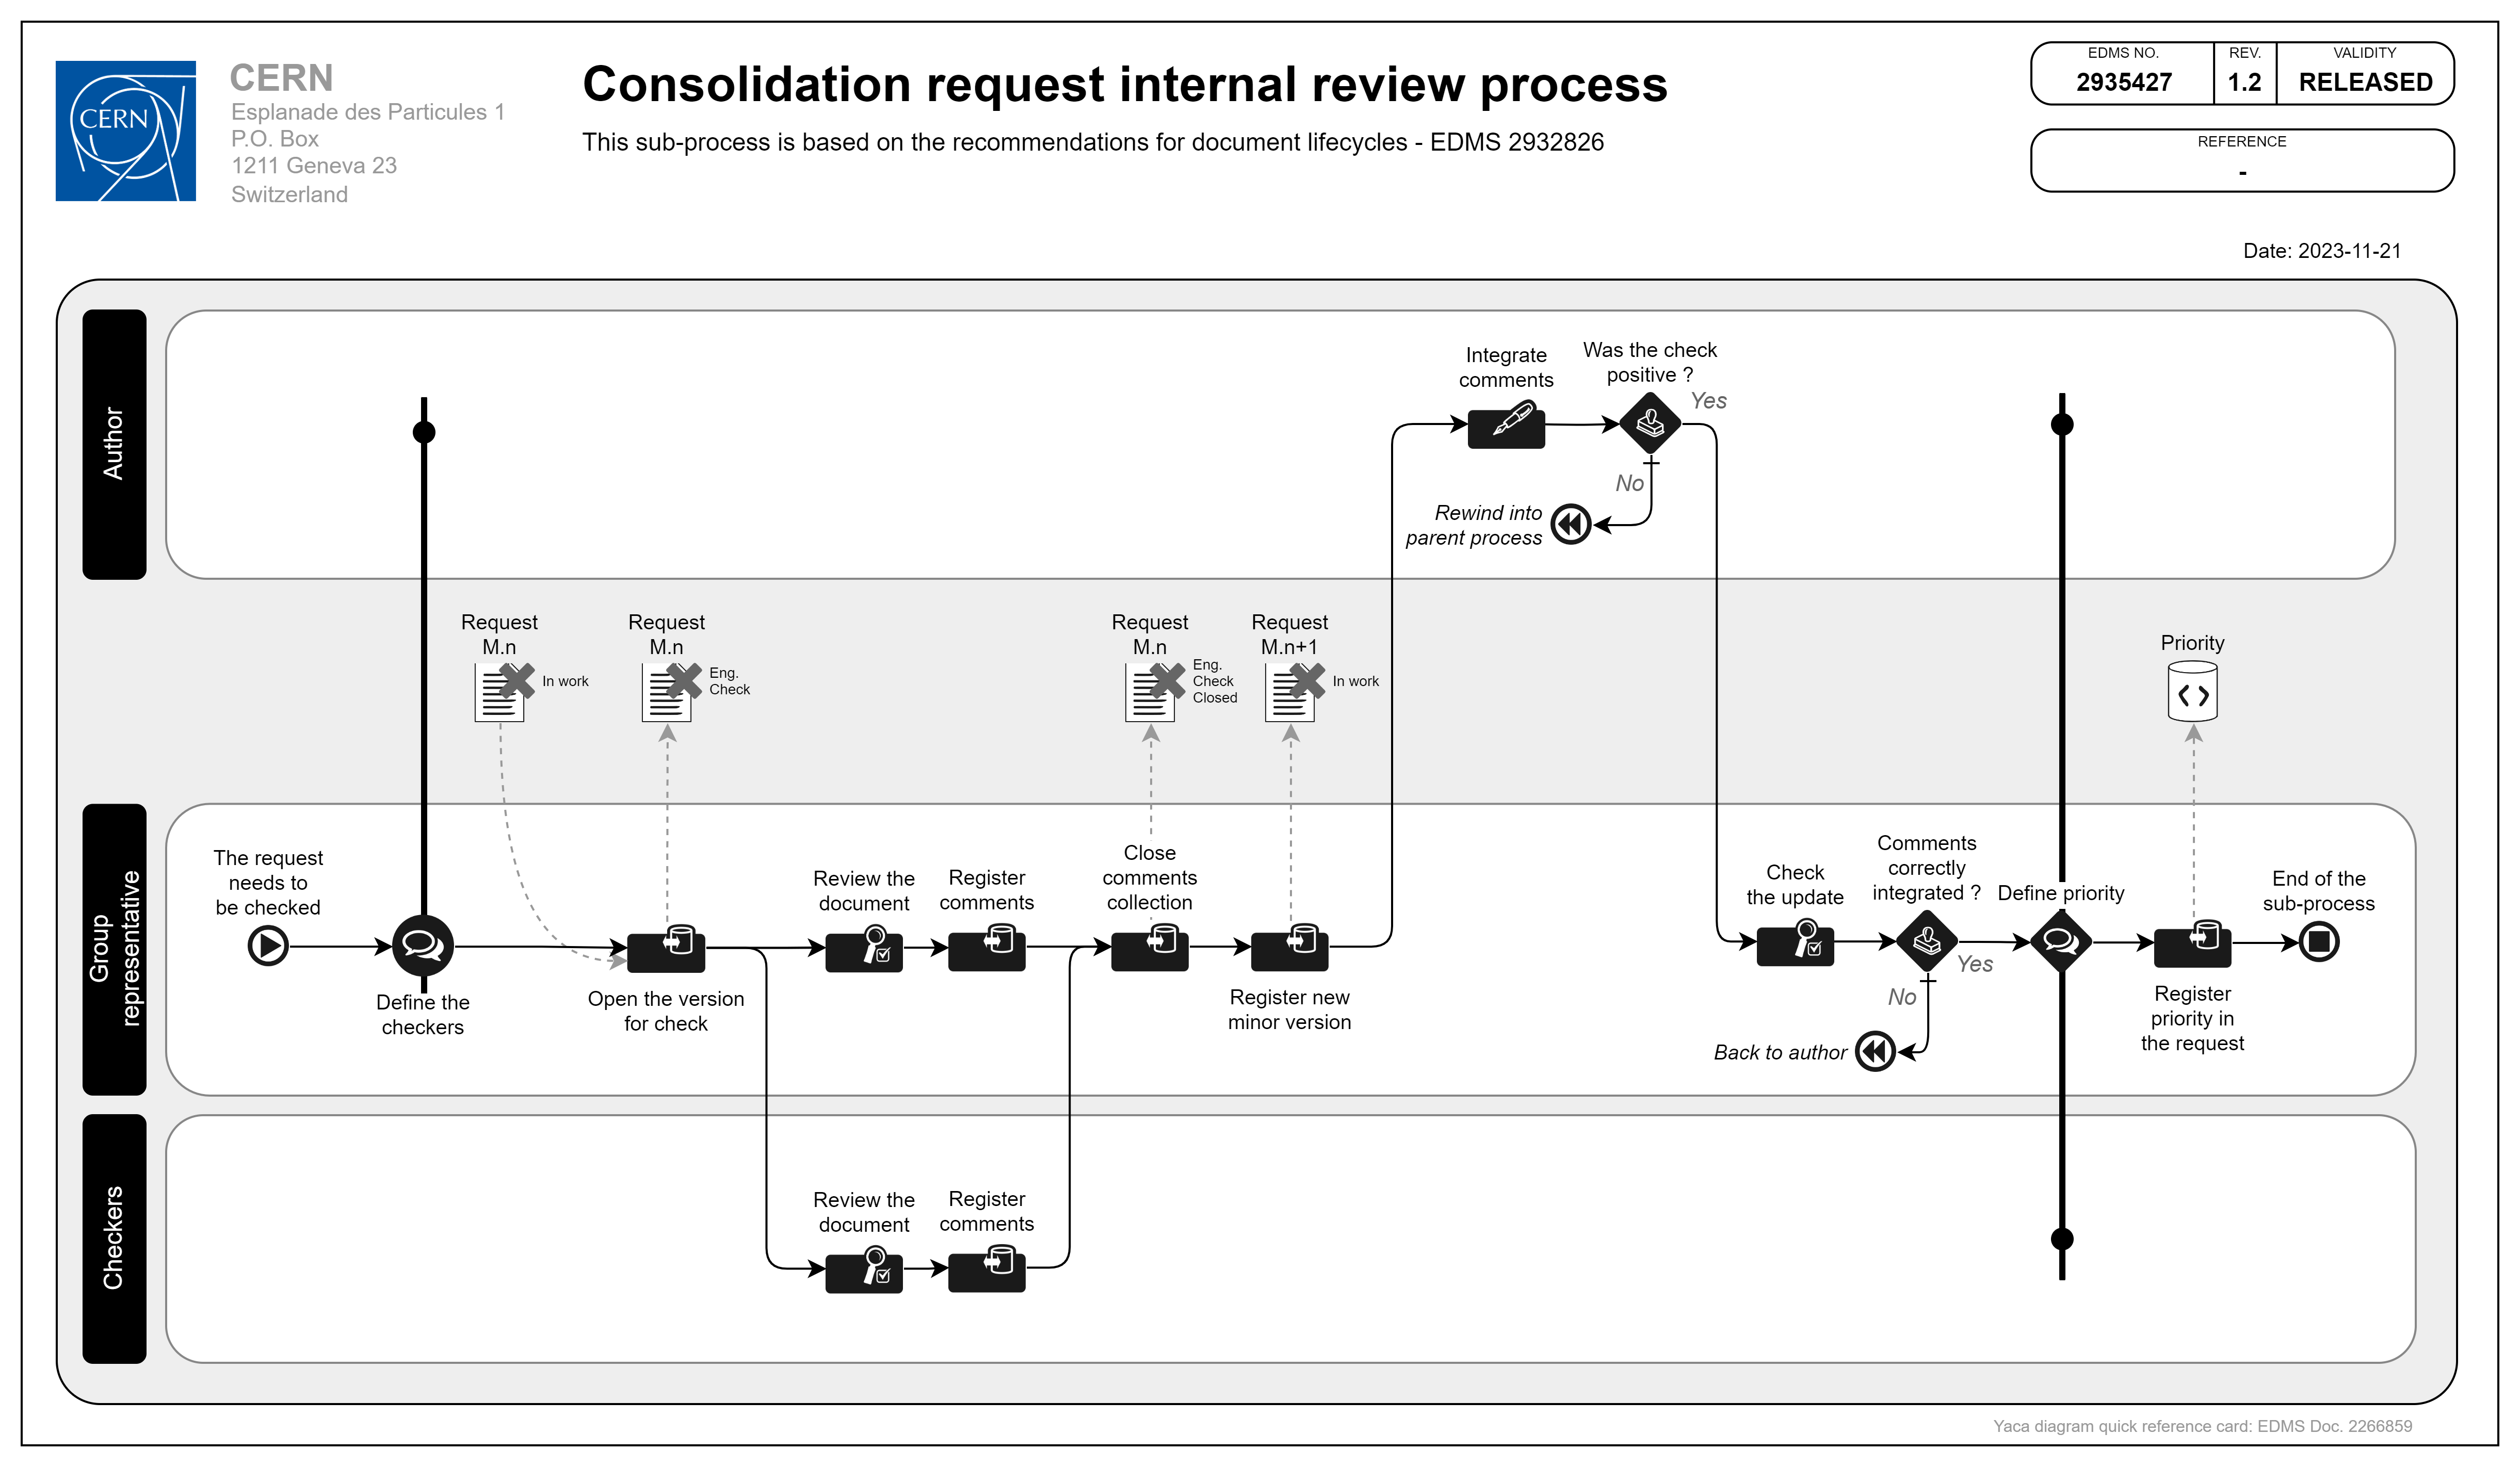 CERN
CERN
Esplanade des Particules 1
P.O. Box
1211 Geneva 23
Switzerland
Consolidation request internal review process
This sub-process is based on the recommendations for document lifecycles - EDMS 2932826
EDMS NO.
2935427
REV.
1.2
VALIDITY
RELEASED
REFERENCE
-
Date: 2023-11-21
Author
Integrate
comments
Was the check
positive ?
Yes
No
Rewind into
parent process
Request
M.n
In work
Request
M.n
Eng.
Check
Request
M.n
Eng.
Check
Closed
Request
M.n+1
In work
Priority
Group
representative
The request
needs to
be checked
Define the
checkers
Open the version
for check
Review the
document
Register
comments
Close
comments
collection
Register new
minor version
Check
the update
Comments
correctly
integrated ?
Yes
No
Back to author
Define priority
Register
priority in
the request
End of the
sub-process
Checkers
Review the
document
Register
comments
Yaca diagram quick reference card: EDMS Doc. 2266859